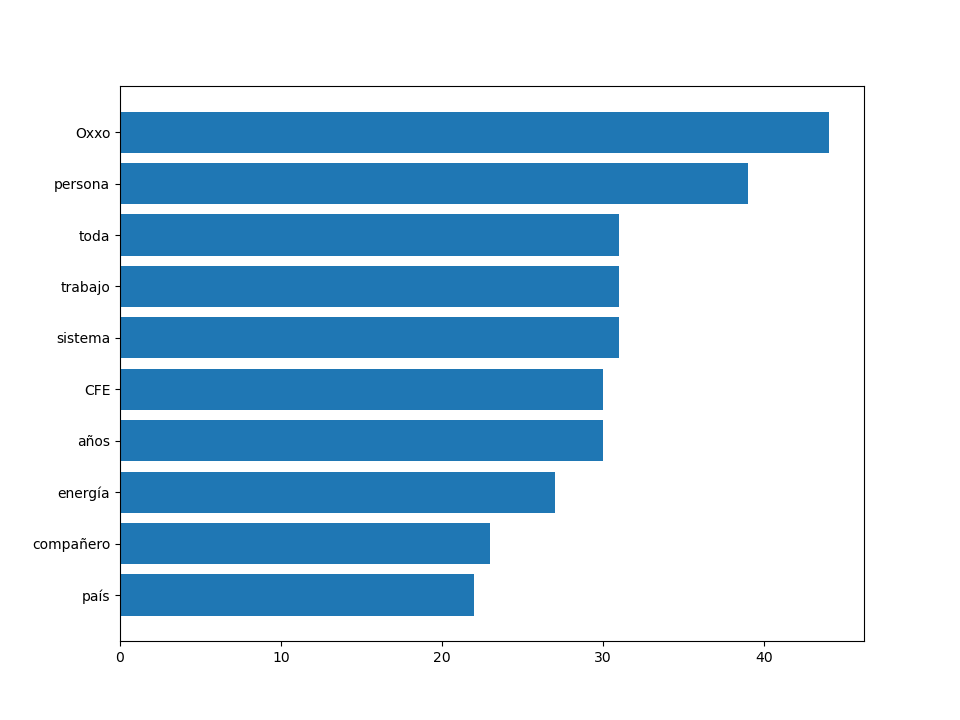 Oxxo
persona
toda
trabajo
sistema
CFE
años
energía
compañero
país
0 10 20 30 40